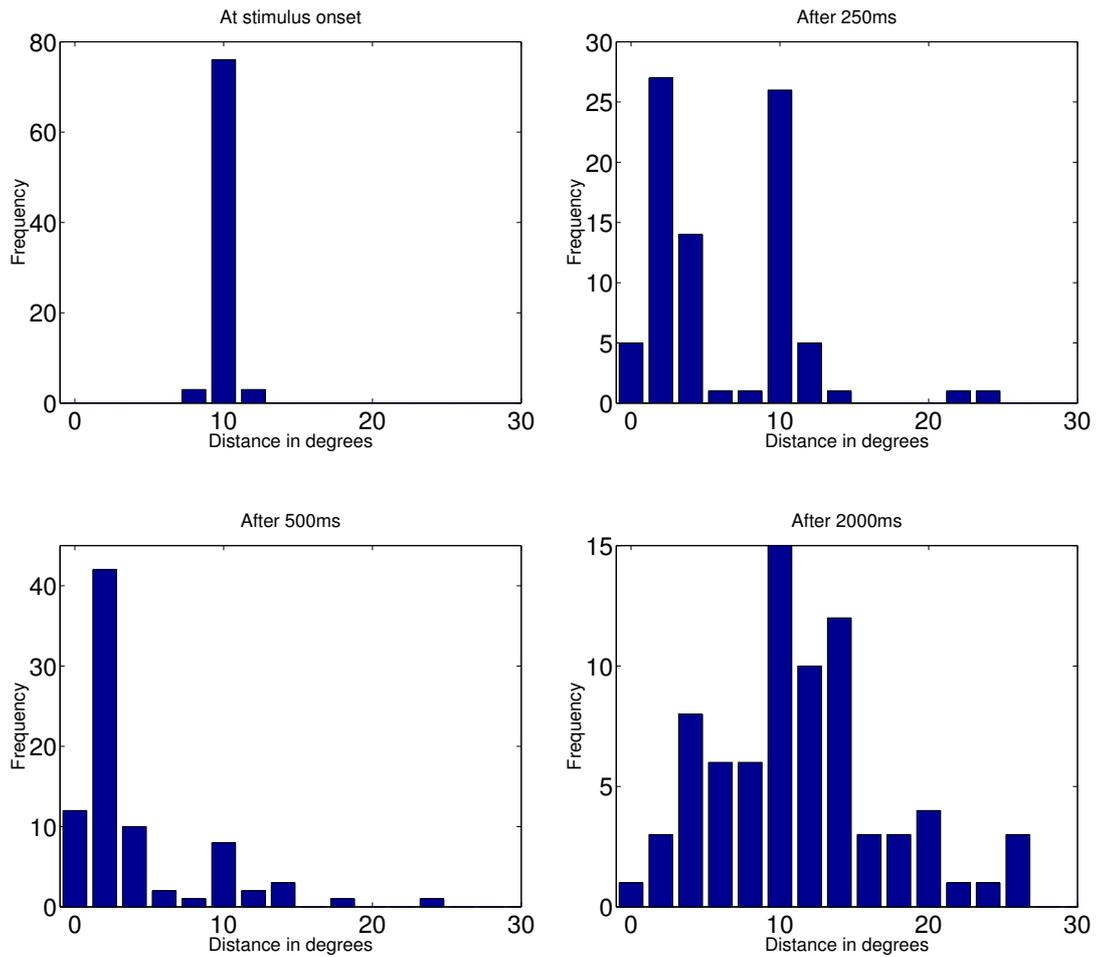 At stimulus onset
80
60
40
20
0
Frequency
0 10 20 30
Distance in degrees
After 250ms
30
25
20
15
10
5
0
Frequency
0 10 20 30
Distance in degrees
After 500ms
40
30
20
10
0
Frequency
0 10 20 30
Distance in degrees
After 2000ms
15
10
5
0
Frequency
0 10 20 30
Distance in degrees